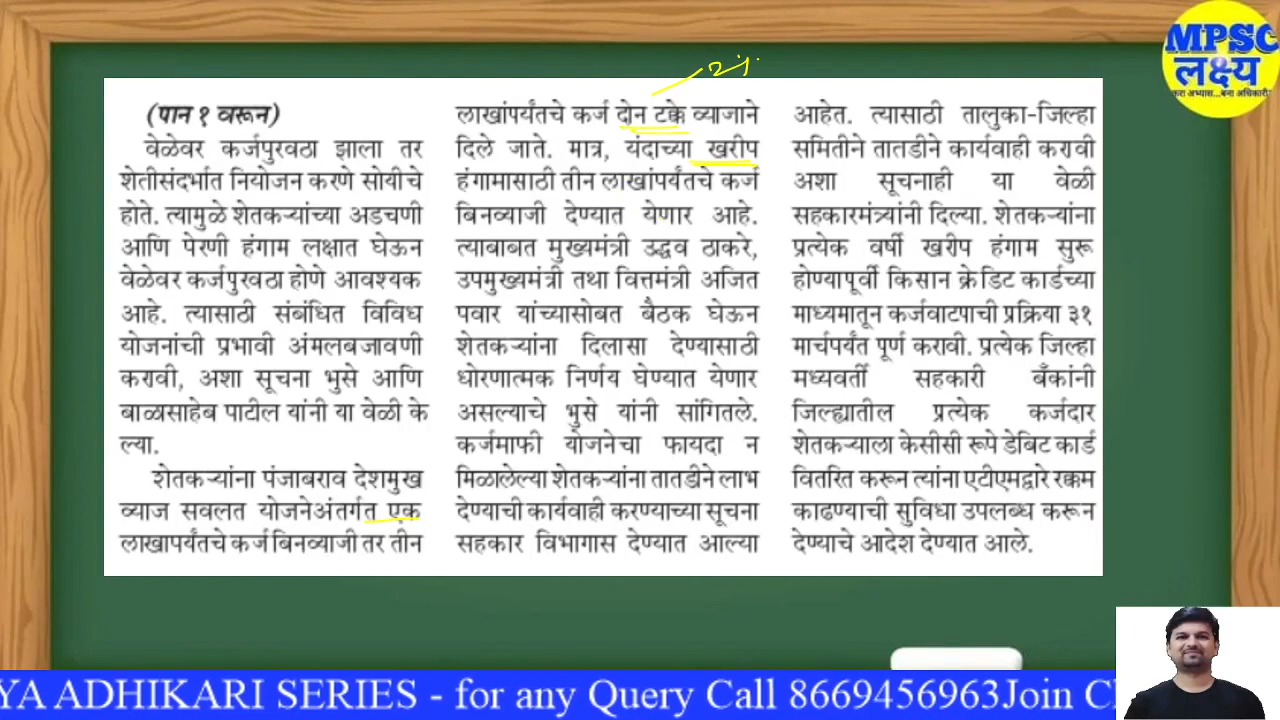 MPSC
लक्ष्य
करा अभ्यास...बना अधिकारी
2%
(पान १ वरून)
वेळेवर कर्जपुरवठा झाला तर
शेतीसंदर्भात नियोजन करणे सोयीचे
होते. त्यामुळे शेतकऱ्यांच्या अडचणी
आणि पेरणी हंगाम लक्षात घेऊन
वेळेवर कर्जपुरवठा होणे आवश्यक
आहे. त्यासाठी संबंधित विविध
योजनांची प्रभावी अंमलबजावणी
करावी, अशा सूचना भुसे आणि
बाळासाहेब पाटील यांनी या वेळी के
ल्या.
शेतकऱ्यांना पंजाबराव देशमुख
व्याज सवलत योजनेअंतर्गत एक
लाखापर्यंतचे कर्ज बिनव्याजी तर तीन
लाखांपर्यंतचे कर्ज दोन टक्के व्याजाने
दिले जाते. मात्र, यंदाच्या खरीप
हंगामासाठी तीन लाखांपर्यंतचे कर्ज
बिनव्याजी देण्यात येणार आहे.
त्याबाबत मुख्यमंत्री उद्धव ठाकरे,
उपमुख्यमंत्री तथा वित्तमंत्री अजित
पवार यांच्यासोबत बैठक घेऊन
शेतकऱ्यांना दिलासा देण्यासाठी
धोरणात्मक निर्णय घेण्यात येणार
असल्याचे भुसे यांनी सांगितले.
कर्जमाफी योजनेचा फायदा न
मिळालेल्या शेतकऱ्यांना तातडीने लाभ
देण्याची कार्यवाही करण्याच्या सूचना
सहकार विभागास देण्यात आल्या
आहेत. त्यासाठी तालुका-जिल्हा
समितीने तातडीने कार्यवाही करावी
अशा सूचनाही या वेळी
सहकारमंत्र्यांनी दिल्या. शेतकऱ्यांना
प्रत्येक वर्षी खरीप हंगाम सुरू
होण्यापूर्वी किसान क्रेडिट कार्डच्या
माध्यमातून कर्जवाटपाची प्रक्रिया ३१
मार्चपर्यंत पूर्ण करावी. प्रत्येक जिल्हा
मध्यवर्ती सहकारी बँकांनी
जिल्ह्यातील प्रत्येक कर्जदार
शेतकऱ्याला केसीसी रूपे डेबिट कार्ड
वितरित करून त्यांना एटीएमद्वारे रक्कम
काढण्याची सुविधा उपलब्ध करून
देण्याचे आदेश देण्यात आले.
YA ADHIKARI SERIES - for any Query Call 8669456963Join C